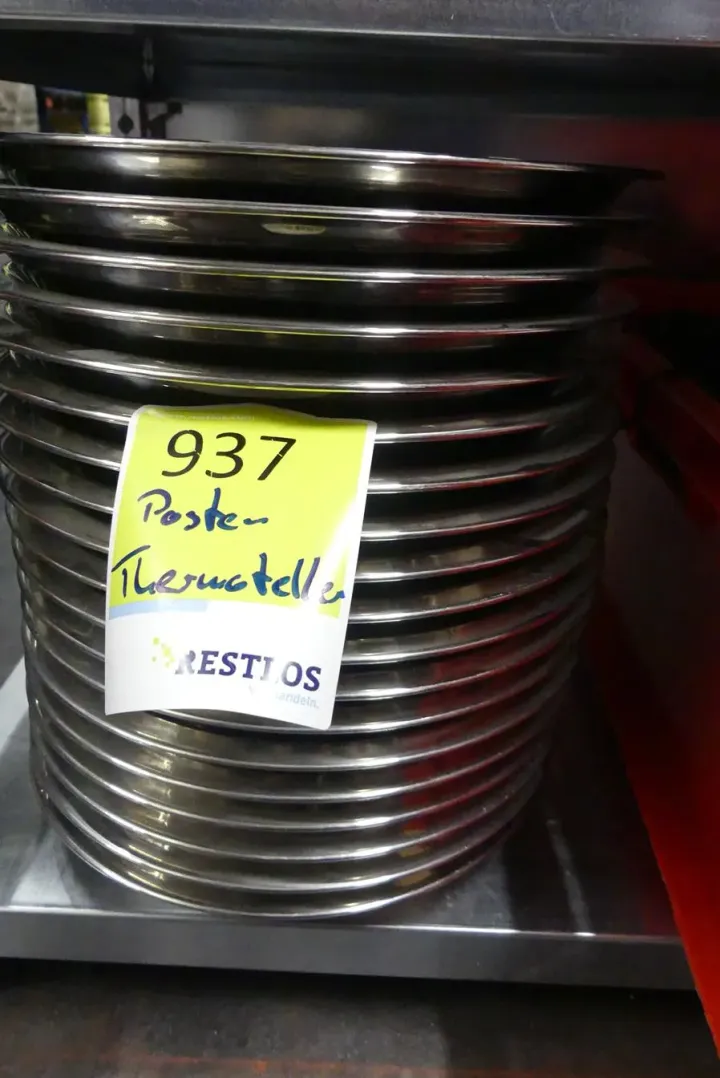 937
Posten
Thermoteller
RESTLOS